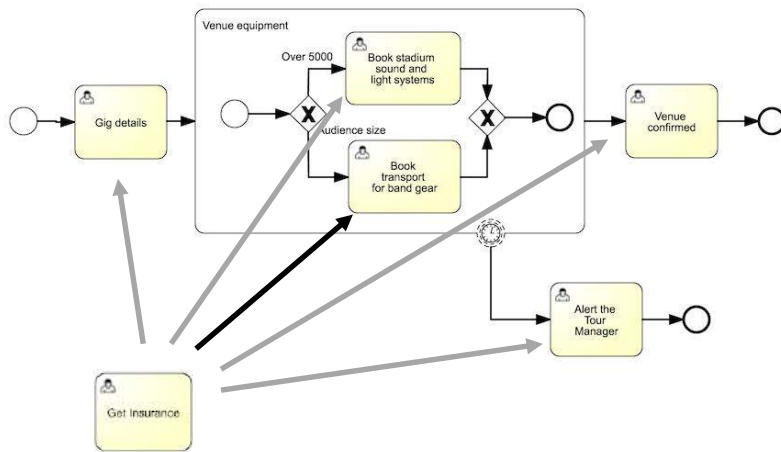 Venue equipment
Over 5000
Book stadium
sound and
light systems
Gig details
X
X
Audience size
Book
transport
for band gear
Venue
confirmed
Alert the
Tour
Manager
Get Insurance